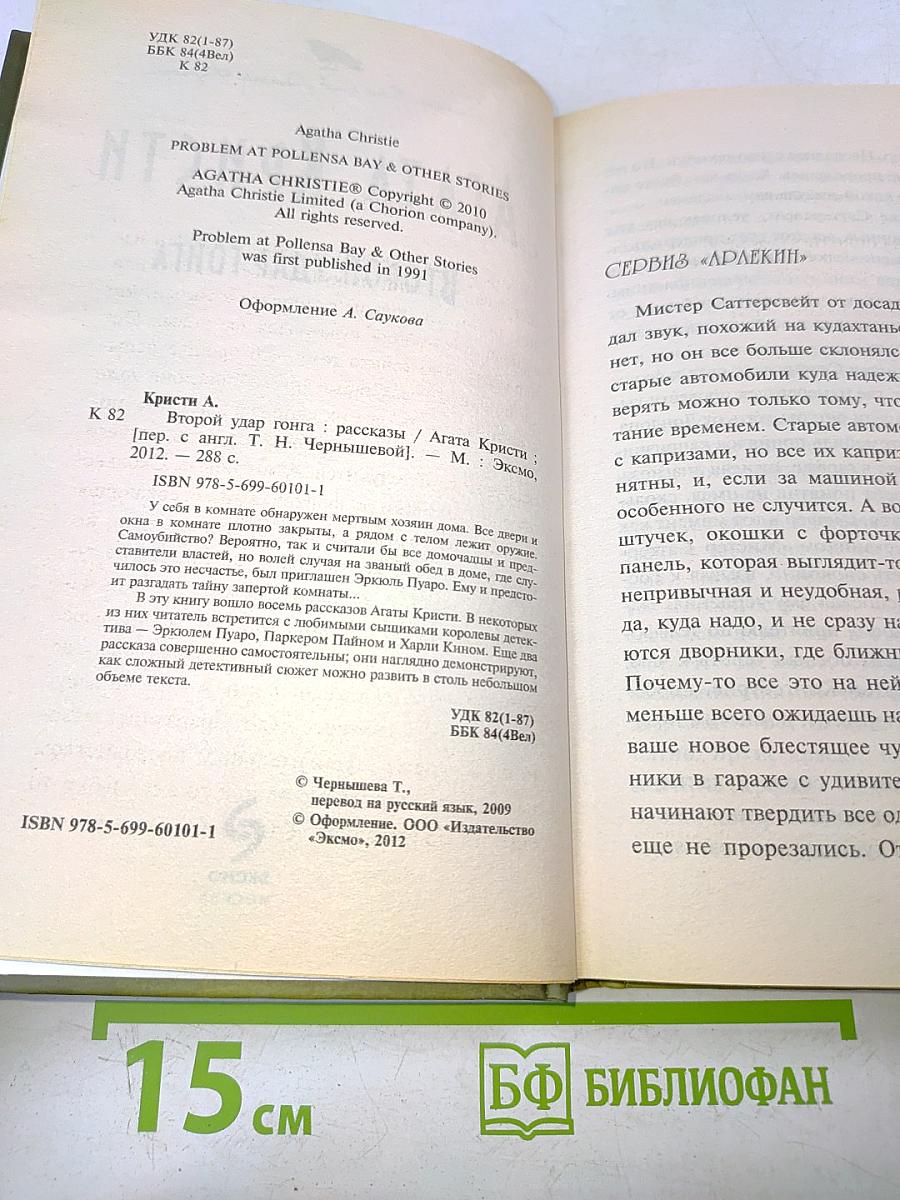 УДК 82(1-87)
ББК 84(4Вел)
К 82
Agatha Christie
PROBLEM AT POLLENSA BAY & OTHER STORIES
AGATHA CHRISTIE® Copyright © 2010
Agatha Christie Limited (a Chorion company).
All rights reserved.
Problem at Pollensa Bay & Other Stories
was first published in 1991
Оформление А. Саукова
Кристи А.
К 82 Второй удар гонга : рассказы / Агата Кристи ;
[пер. с англ. Т. Н. Чернышевой]. — М. : Эксмо,
2012. — 288 с.
ISBN 978-5-699-60101-1
У себя в комнате обнаружен мертвым хозяин дома. Все двери и
окна в комнате плотно закрыты, а рядом с телом лежит оружие.
Самоубийство? Вероятно, так и считали бы все домочадцы и пред-
ставители властей, но волей случая на званый обед в доме, где слу-
чилось это несчастье, был приглашен Эркюль Пуаро. Ему и предсто-
ит разгадать тайну запертой комнаты...
В эту книгу вошло восемь рассказов Агаты Кристи. В некоторых
из них читатель встретится с любимыми сыщиками королевы детек-
тива — Эркюлем Пуаро, Паркером Пайном и Харли Кином. Еще два
рассказа совершенно самостоятельны; они наглядно демонстрируют,
как сложный детективный сюжет можно развить в столь небольшом
объеме текста.
УДК 82(1-87)
ББК 84(4Вел)
© Чернышева Т.,
перевод на русский язык, 2009
© Оформление. ООО «Издательство
«Эксмо», 2012
ISBN 978-5-699-60101-1
СЕРВИЗ «АРЛЕКИН»
Мистер Саттерсвейт от досад
дал звук, похожий на кудахтань
нет, но он все больше склонялс
старые автомобили куда надеж
верять можно только тому, что
тание временем. Старые автом
с капризами, но все их каприз
нятны, и, если за машиной
особенного не случится. А во
штучек, окошки с форточк
панель, которая выглядит-то
непривычная и неудобная,
да, куда надо, и не сразу на
ются дворники, где ближн
Почему-то все это на ней
меньше всего ожидаешь на
ваше новое блестящее чу
ники в гараже с удивите
начинают твердить все од
еще не прорезались. От
15 см
БФ БИБЛИОФАН